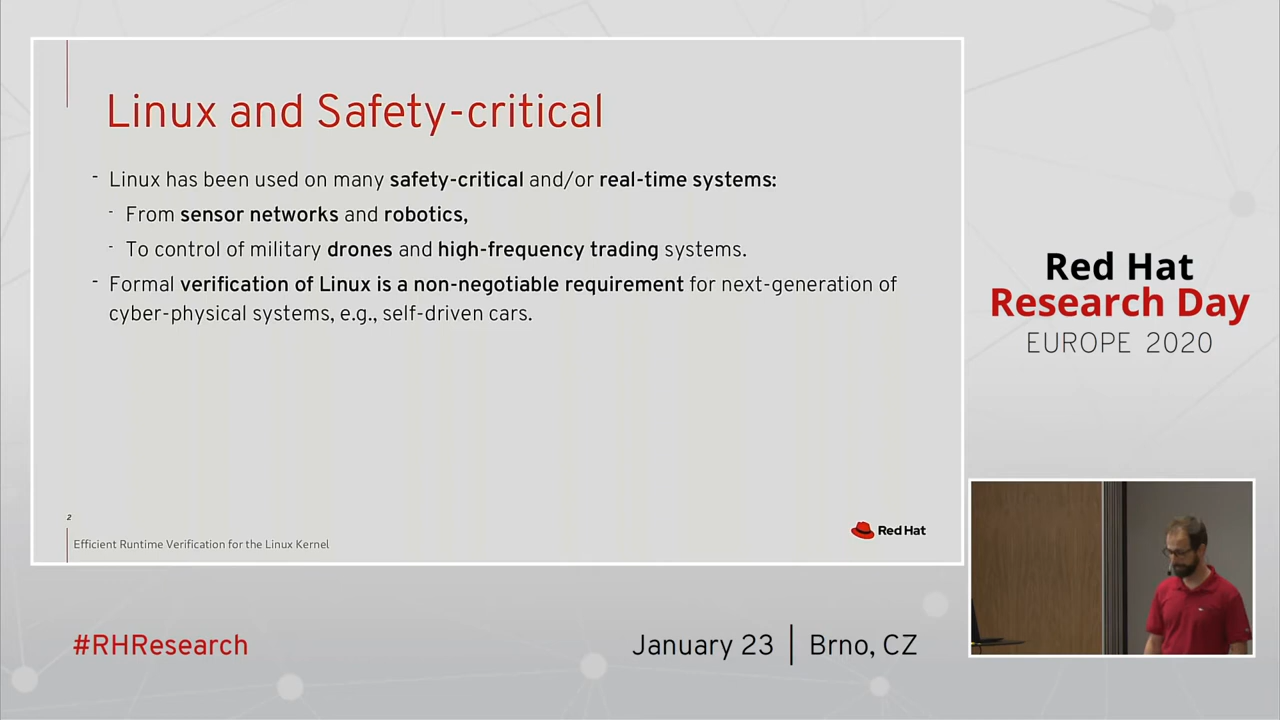 Linux and Safety-critical
- Linux has been used on many safety-critical and/or real-time systems:
- From sensor networks and robotics,
- To control of military drones and high-frequency trading systems.
- Formal verification of Linux is a non-negotiable requirement for next-generation of
cyber-physical systems, e.g., self-driven cars.
2
Efficient Runtime Verification for the Linux Kernel
Red Hat
Red Hat
Research Day
EUROPE 2020
#RHResearch
January 23 | Brno, CZ